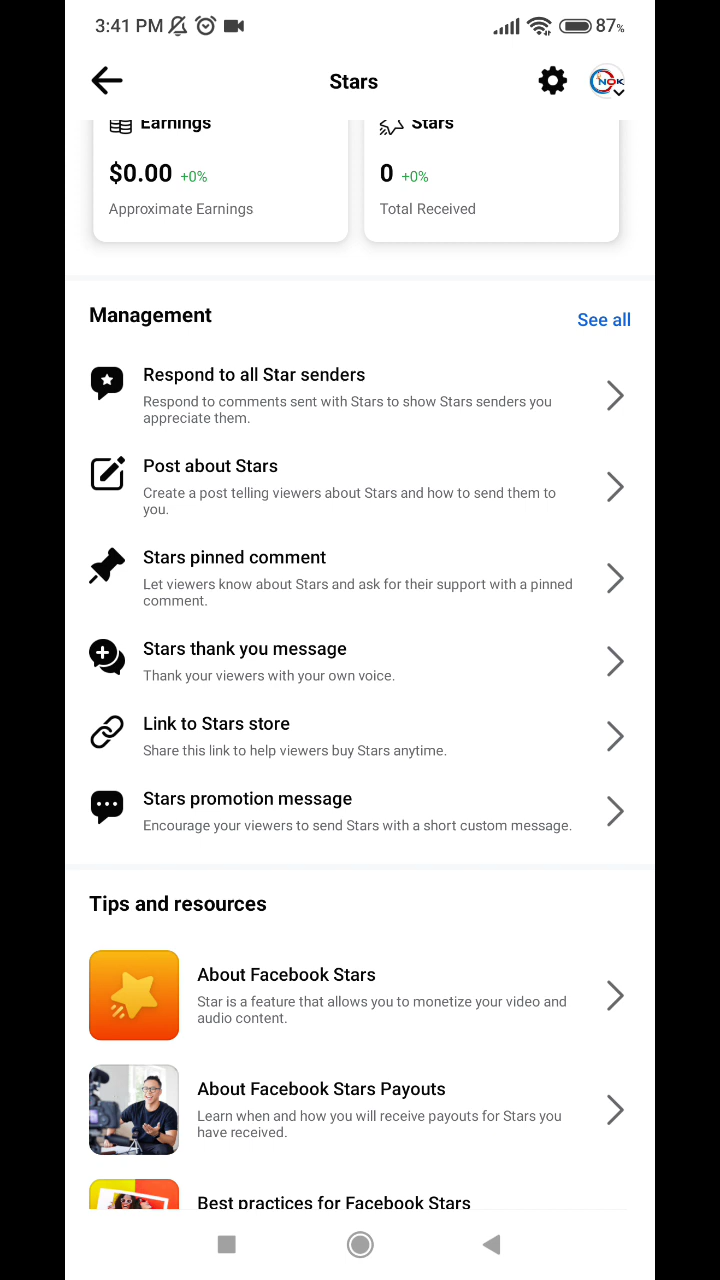 3:41 PM 87%
Stars NOK
Earnings Stars
$0.00 +0% 0 +0%
Approximate Earnings Total Received
Management See all
Respond to all Star senders
Respond to comments sent with Stars to show Stars senders you
appreciate them.
Post about Stars
Create a post telling viewers about Stars and how to send them to
you.
Stars pinned comment
Let viewers know about Stars and ask for their support with a pinned
comment.
Stars thank you message
Thank your viewers with your own voice.
Link to Stars store
Share this link to help viewers buy Stars anytime.
Stars promotion message
Encourage your viewers to send Stars with a short custom message.
Tips and resources
About Facebook Stars
Star is a feature that allows you to monetize your video and
audio content.
About Facebook Stars Payouts
Learn when and how you will receive payouts for Stars you
have received.
Best practices for Facebook Stars